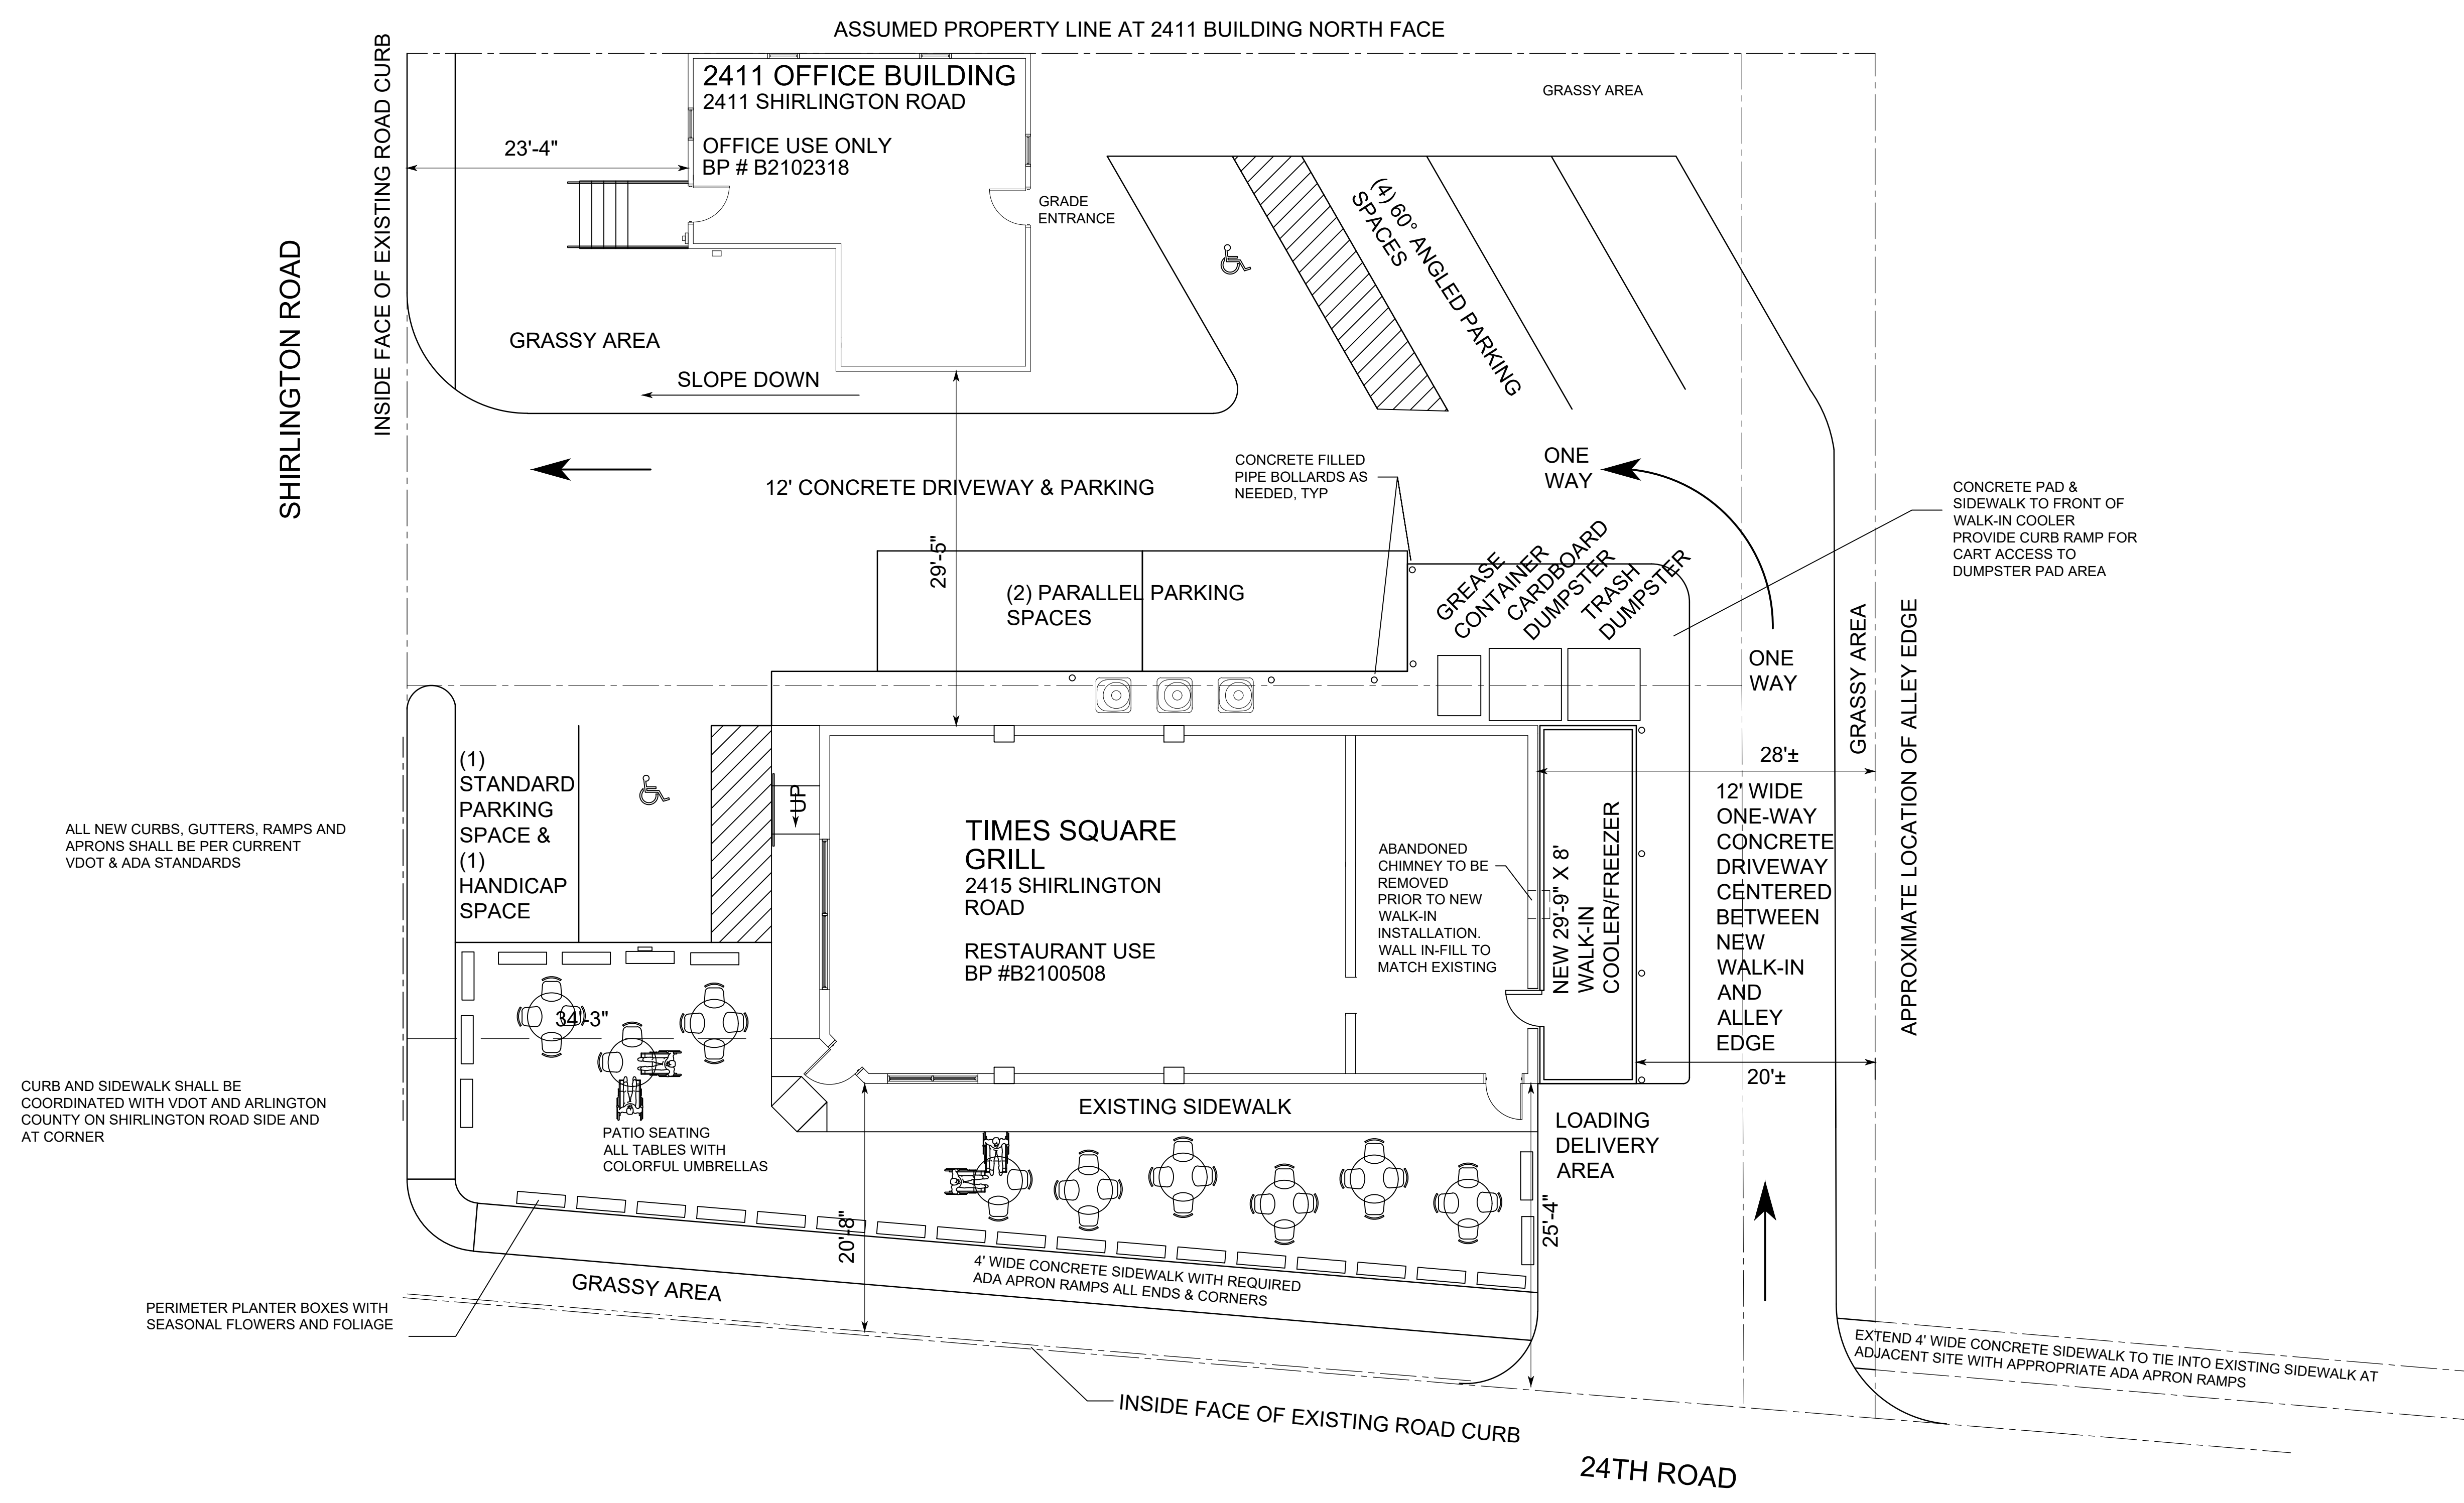 ASSUMED PROPERTY LINE AT 2411 BUILDING NORTH FACE
INSIDE FACE OF EXISTING ROAD CURB
SHIRLINGTON ROAD
2411 OFFICE BUILDING
2411 SHIRLINGTON ROAD
OFFICE USE ONLY
BP # B2102318
23'-4"
GRADE
ENTRANCE
GRASSY AREA
(4) 60° ANGLED PARKING
SPACES
GRASSY AREA
SLOPE DOWN
12' CONCRETE DRIVEWAY & PARKING
29'-5"
CONCRETE FILLED
PIPE BOLLARDS AS
NEEDED, TYP
ONE
WAY
CONCRETE PAD &
SIDEWALK TO FRONT OF
WALK-IN COOLER
PROVIDE CURB RAMP FOR
CART ACCESS TO
DUMPSTER PAD AREA
(2) PARALLEL PARKING
SPACES
GREASE
CONTAINER
CARDBOARD
DUMPSTER
TRASH
DUMPSTER
ONE
WAY
GRASSY AREA
APPROXIMATE LOCATION OF ALLEY EDGE
28'±
12' WIDE
ONE-WAY
CONCRETE
DRIVEWAY
CENTERED
BETWEEN
NEW
WALK-IN
AND
ALLEY
EDGE
20'±
(1)
STANDARD
PARKING
SPACE &
(1)
HANDICAP
SPACE
UP
TIMES SQUARE
GRILL
2415 SHIRLINGTON
ROAD
RESTAURANT USE
BP #B2100508
ABANDONED
CHIMNEY TO BE
REMOVED
PRIOR TO NEW
WALK-IN
INSTALLATION.
WALL IN-FILL TO
MATCH EXISTING
NEW 29'-9" X 8'
WALK-IN
COOLER/FREEZER
ALL NEW CURBS, GUTTERS, RAMPS AND
APRONS SHALL BE PER CURRENT
VDOT & ADA STANDARDS
34'-3"
CURB AND SIDEWALK SHALL BE
COORDINATED WITH VDOT AND ARLINGTON
COUNTY ON SHIRLINGTON ROAD SIDE AND
AT CORNER
PATIO SEATING
ALL TABLES WITH
COLORFUL UMBRELLAS
EXISTING SIDEWALK
LOADING
DELIVERY
AREA
20'-8"
25'-4"
4' WIDE CONCRETE SIDEWALK WITH REQUIRED
ADA APRON RAMPS ALL ENDS & CORNERS
GRASSY AREA
PERIMETER PLANTER BOXES WITH
SEASONAL FLOWERS AND FOLIAGE
EXTEND 4' WIDE CONCRETE SIDEWALK TO TIE INTO EXISTING SIDEWALK AT
ADJACENT SITE WITH APPROPRIATE ADA APRON RAMPS
INSIDE FACE OF EXISTING ROAD CURB
24TH ROAD